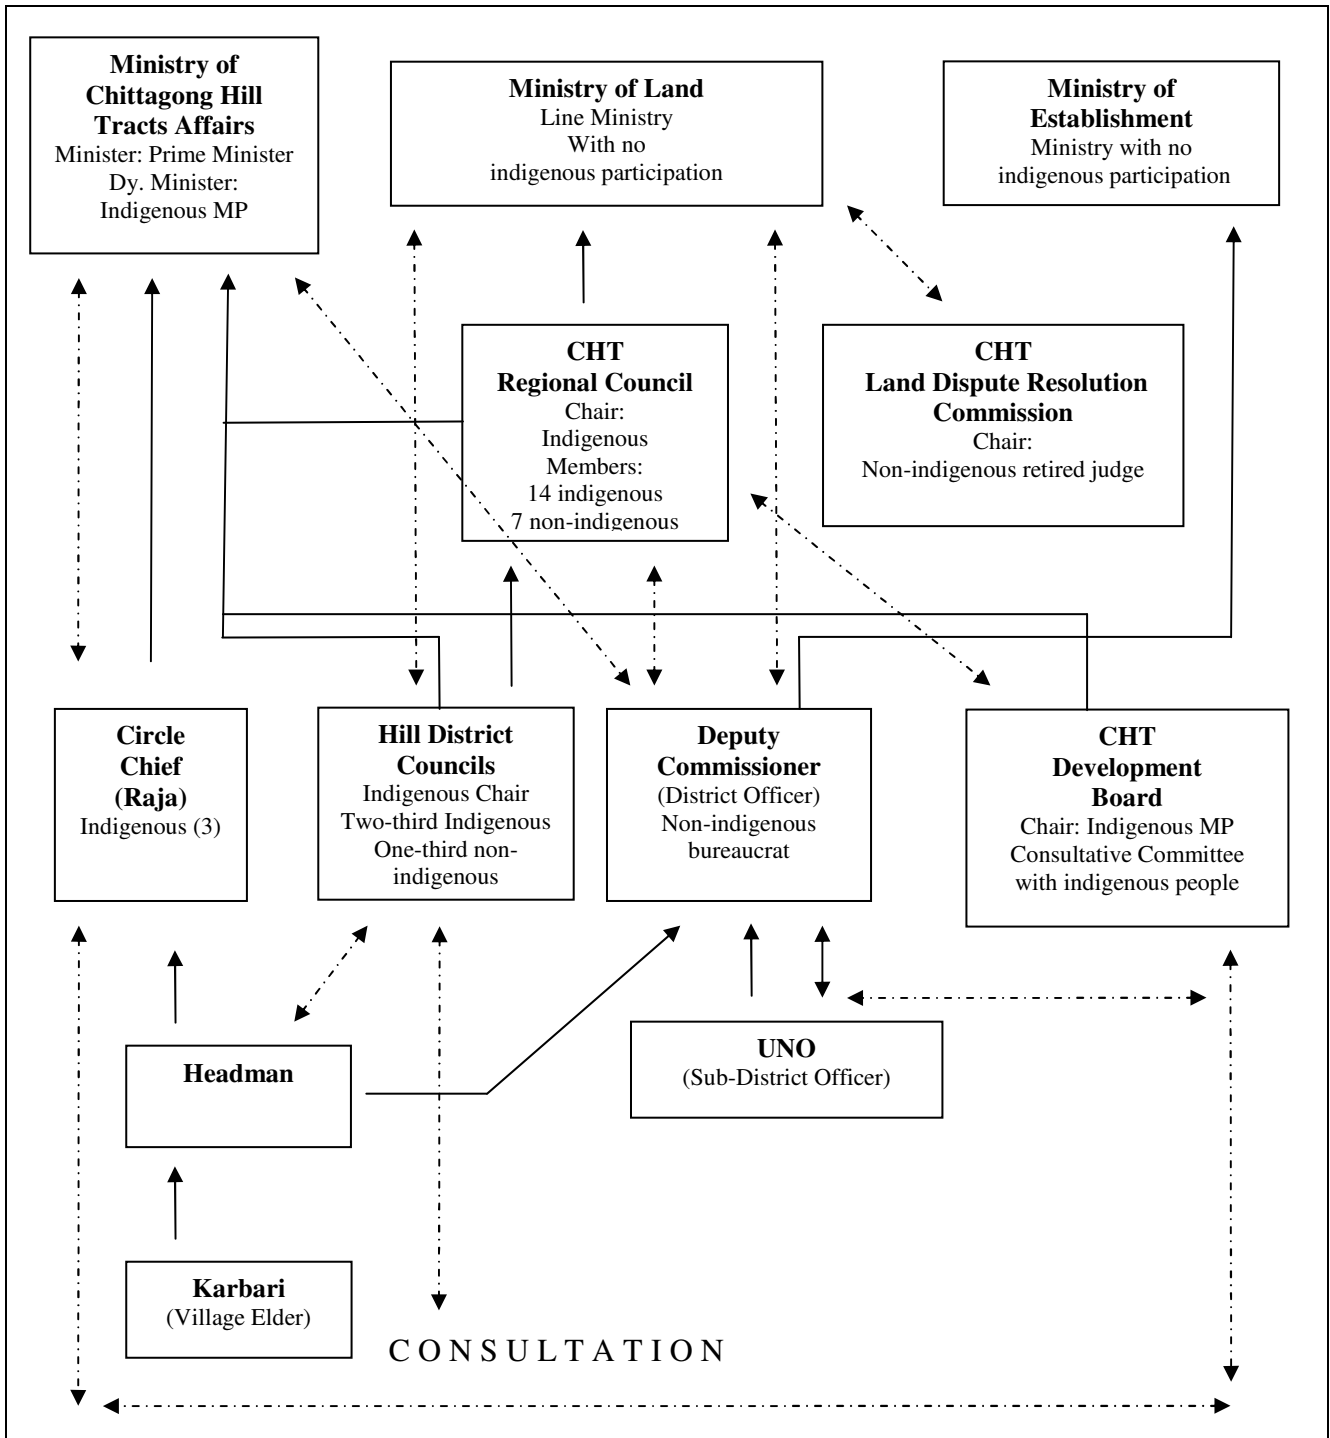 Ministry of
Chittagong Hill
Tracts Affairs
Minister: Prime Minister
Dy. Minister:
Indigenous MP
Ministry of Land
Line Ministry
With no
indigenous participation
Ministry of
Establishment
Ministry with no
indigenous participation
CHT
Regional Council
Chair:
Indigenous
Members:
14 indigenous
7 non-indigenous
CHT
Land Dispute Resolution
Commission
Chair:
Non-indigenous retired judge
Circle
Chief
(Raja)
Indigenous (3)
Hill District
Councils
Indigenous Chair
Two-third Indigenous
One-third non-
indigenous
Deputy
Commissioner
(District Officer)
Non-indigenous
bureaucrat
CHT
Development
Board
Chair: Indigenous MP
Consultative Committee
with indigenous people
Headman
UNO
(Sub-District Officer)
Karbari
(Village Elder)
C O N S U L T A T I O N